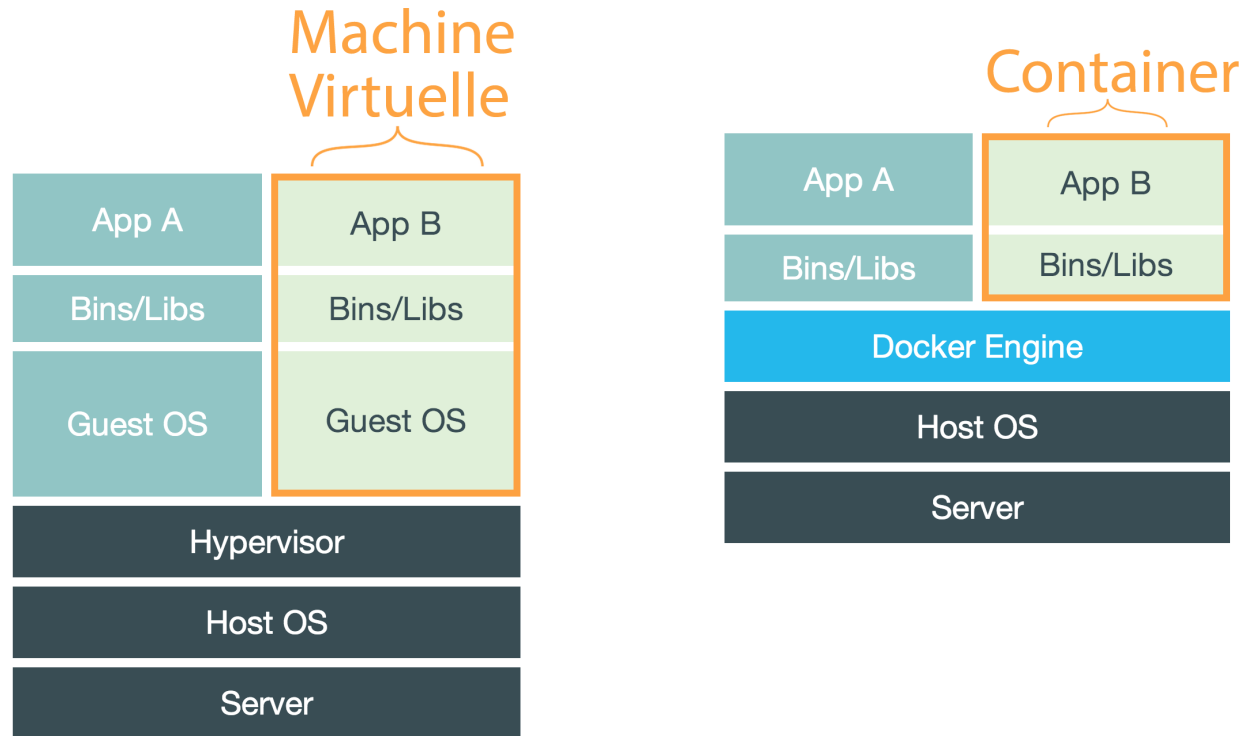 Machine
Virtuelle
App A
App B
Bins/Libs
Bins/Libs
Guest OS
Guest OS
Hypervisor
Host OS
Server
Container
App A
App B
Bins/Libs
Bins/Libs
Docker Engine
Host OS
Server